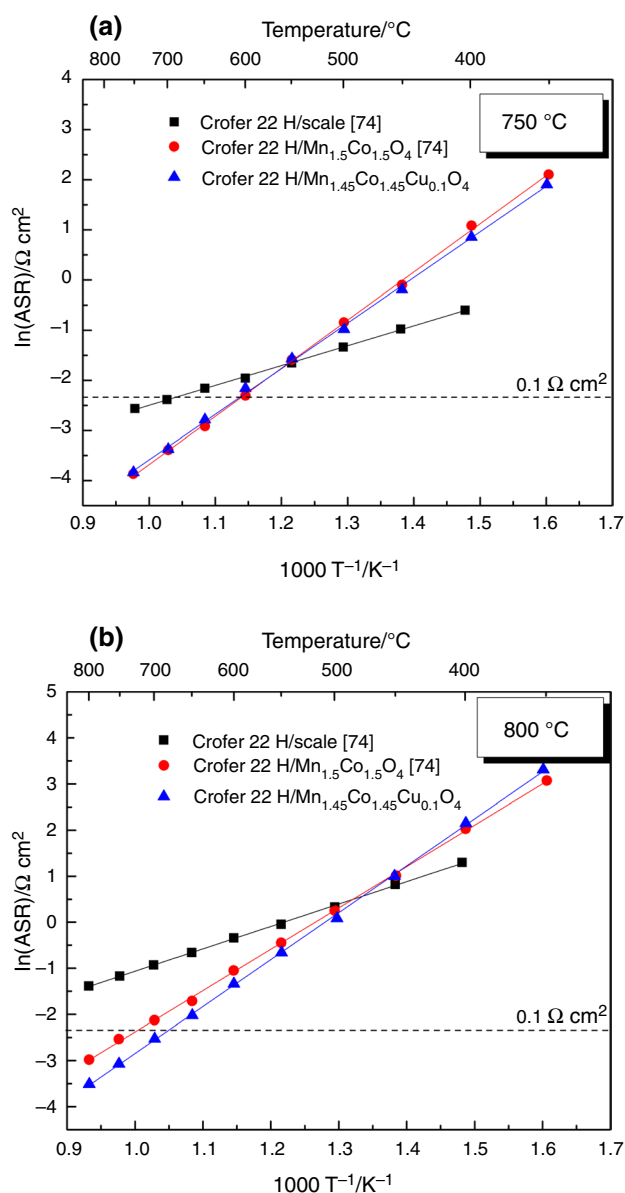 (a)
Temperature/°C
800 700 600 500 400
4
3
2
1
0
−1
−2
−3
−4
ln(ASR)/Ω cm²
750 °C
Crofer 22 H/scale [74]
Crofer 22 H/Mn₁.₅Co₁.₅O₄ [74]
Crofer 22 H/Mn₁.₄₅Co₁.₄₅Cu₀.₁O₄
0.1 Ω cm²
0.9 1.0 1.1 1.2 1.3 1.4 1.5 1.6 1.7
1000 T⁻¹/K⁻¹
(b)
Temperature/°C
800 700 600 500 400
5
4
3
2
1
0
−1
−2
−3
−4
ln(ASR)/Ω cm²
800 °C
Crofer 22 H/scale [74]
Crofer 22 H/Mn₁.₅Co₁.₅O₄ [74]
Crofer 22 H/Mn₁.₄₅Co₁.₄₅Cu₀.₁O₄
0.1 Ω cm²
0.9 1.0 1.1 1.2 1.3 1.4 1.5 1.6 1.7
1000 T⁻¹/K⁻¹